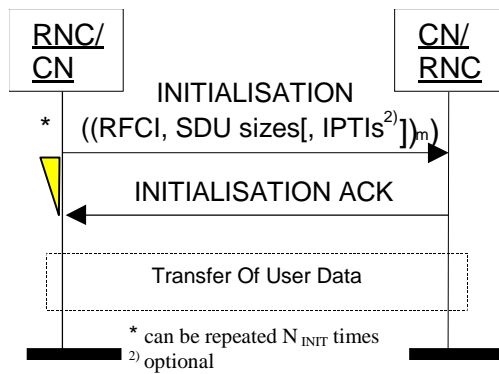 RNC/
CN
CN/
RNC
INITIALISATION
* ((RFCI, SDU sizes[, IPTIs²⁾])ₘ)
INITIALISATION ACK
Transfer Of User Data
* can be repeated N INIT times
²⁾ optional